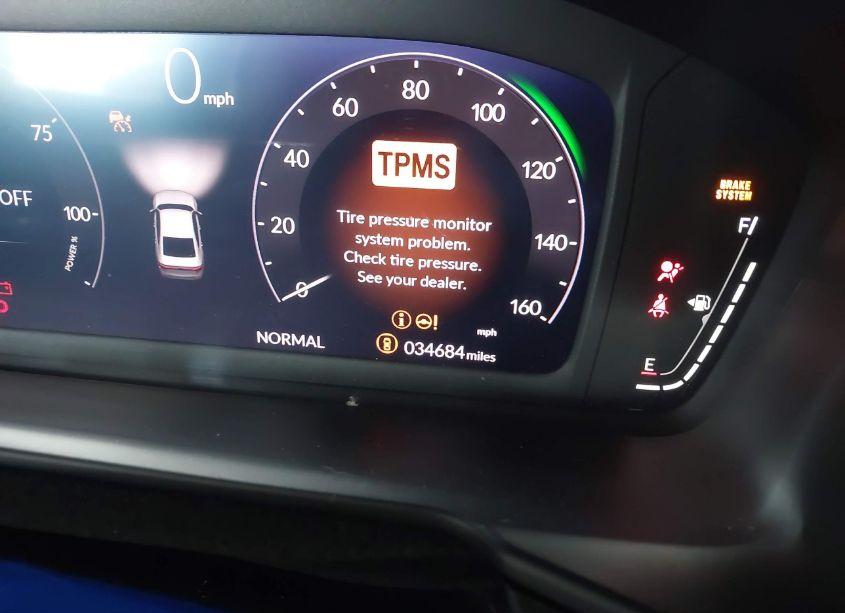 0 mph
75
OFF
100
POWER %
0
20
40
60
80
100
120
140
160
mph
TPMS
Tire pressure monitor
system problem.
Check tire pressure.
See your dealer.
NORMAL
034684 miles
BRAKE
SYSTEM
F
E